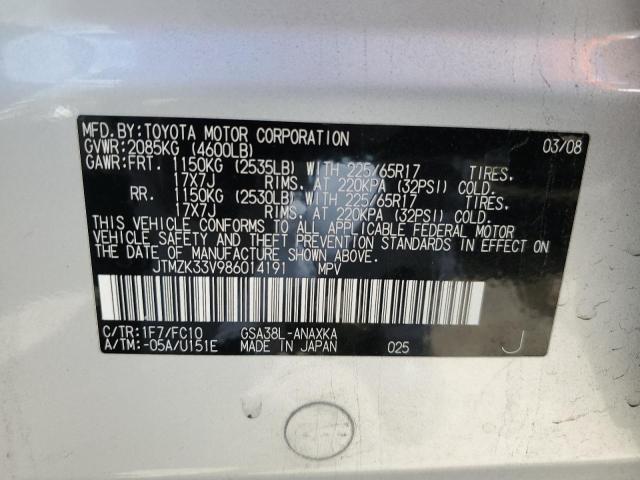 MFD.BY:TOYOTA MOTOR CORPORATION 03/08
GVWR:2085KG (4600LB)
GAWR:FRT. 1150KG (2535LB) WITH 225/65R17 TIRES,
17X7J RIMS, AT 220KPA (32PSI) COLD.
RR. 1150KG (2530LB) WITH 225/65R17 TIRES,
17X7J RIMS, AT 220KPA (32PSI) COLD.
THIS VEHICLE CONFORMS TO ALL APPLICABLE FEDERAL MOTOR
VEHICLE SAFETY AND THEFT PREVENTION STANDARDS IN EFFECT ON
THE DATE OF MANUFACTURE SHOWN ABOVE.
JTMZK33V986014191 MPV
C/TR:1F7/FC10 GSA38L-ANAXKA
A/TM:-05A/U151E MADE IN JAPAN 025 J